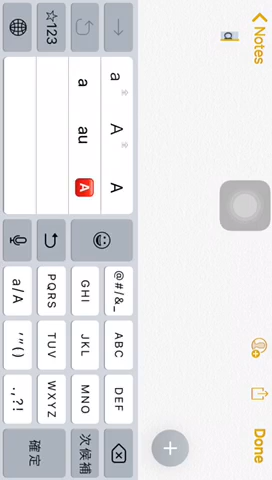 Notes Done
a
a A A @#/&_ ABC DEF
a au 🅰 GHI JKL MNO 次候補
☆123 PQRS TUV WXYZ 確定
a/A '"() .,?!